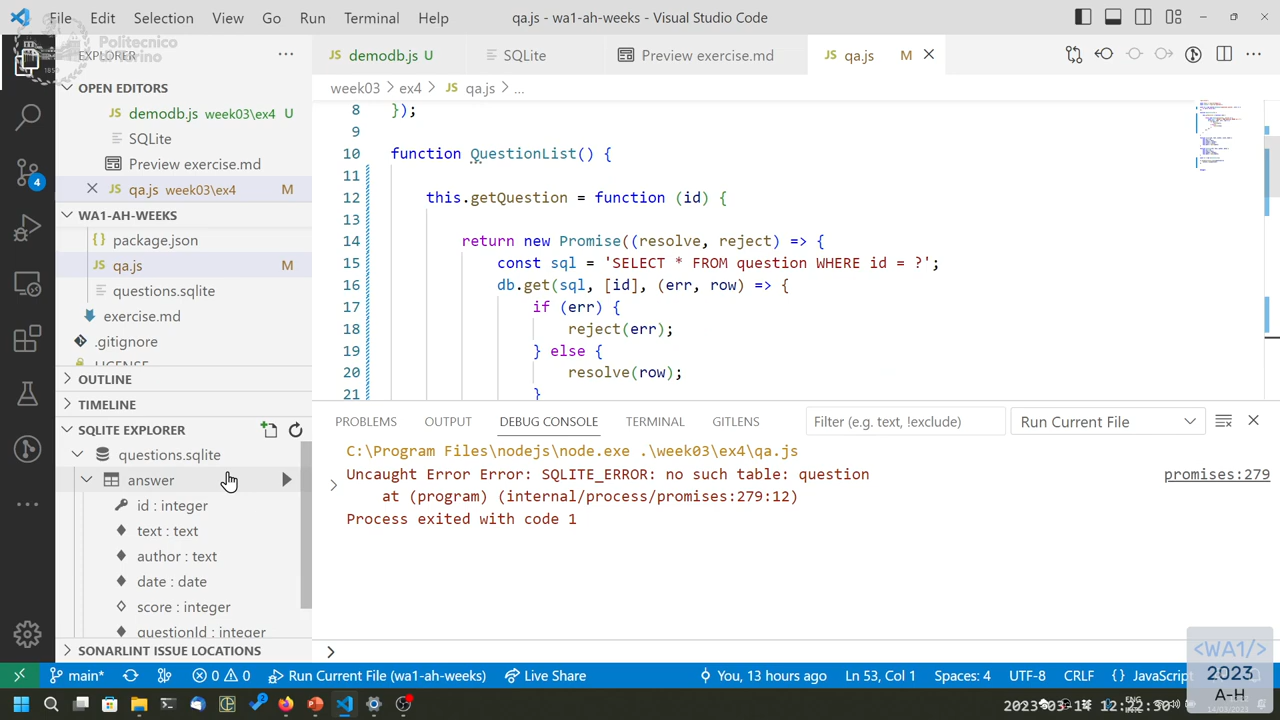 File Edit Selection View Go Run Terminal Help qa.js - wa1-ah-weeks - Visual Studio Code
Politecnico
EXPLORER
1859
OPEN EDITORS
JS demodb.js week03\ex4 U
SQLite
Preview exercise.md
JS qa.js week03\ex4 M
WA1-AH-WEEKS
{} package.json
JS qa.js M
questions.sqlite
exercise.md
.gitignore
LICENSE
OUTLINE
TIMELINE
SQLITE EXPLORER
questions.sqlite
answer
id : integer
text : text
author : text
date : date
score : integer
questionId : integer
SONARLINT ISSUE LOCATIONS
4
JS demodb.js U SQLite Preview exercise.md JS qa.js M
week03 > ex4 > JS qa.js > ...
8 });
9
10 function QuestionList() {
11
12 this.getQuestion = function (id) {
13
14 return new Promise((resolve, reject) => {
15 const sql = 'SELECT * FROM question WHERE id = ?';
16 db.get(sql, [id], (err, row) => {
17 if (err) {
18 reject(err);
19 } else {
20 resolve(row);
21 }
PROBLEMS OUTPUT DEBUG CONSOLE TERMINAL GITLENS Filter (e.g. text, !exclude) Run Current File
C:\Program Files\nodejs\node.exe .\week03\ex4\qa.js
Uncaught Error Error: SQLITE_ERROR: no such table: question promises:279
at (program) (internal/process/promises:279:12)
Process exited with code 1
<WA1/>
2023
A-H
main* 0 0 Run Current File (wa1-ah-weeks) Live Share You, 13 hours ago Ln 53, Col 1 Spaces: 4 UTF-8 CRLF {} JavaScript